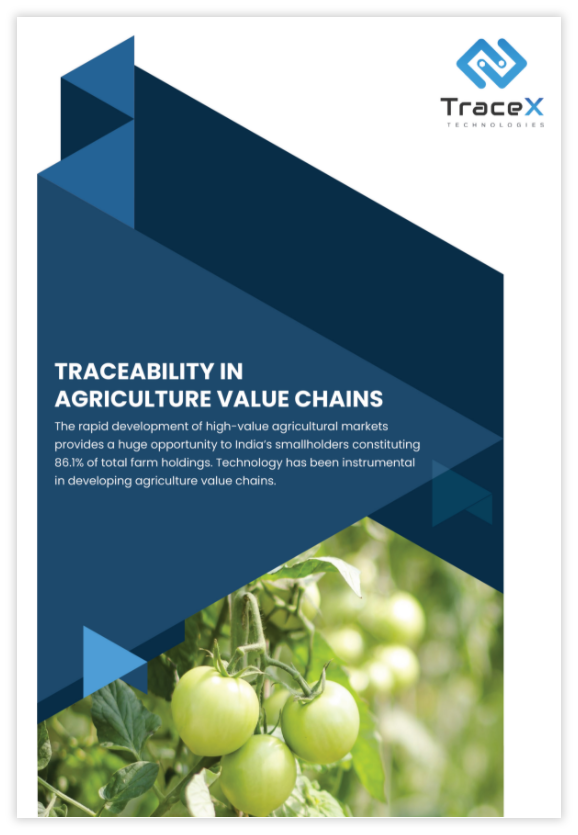 TraceX
TECHNOLOGIES
TRACEABILITY IN
AGRICULTURE VALUE CHAINS
The rapid development of high-value agricultural markets
provides a huge opportunity to India's smallholders constituting
86.1% of total farm holdings. Technology has been instrumental
in developing agriculture value chains.